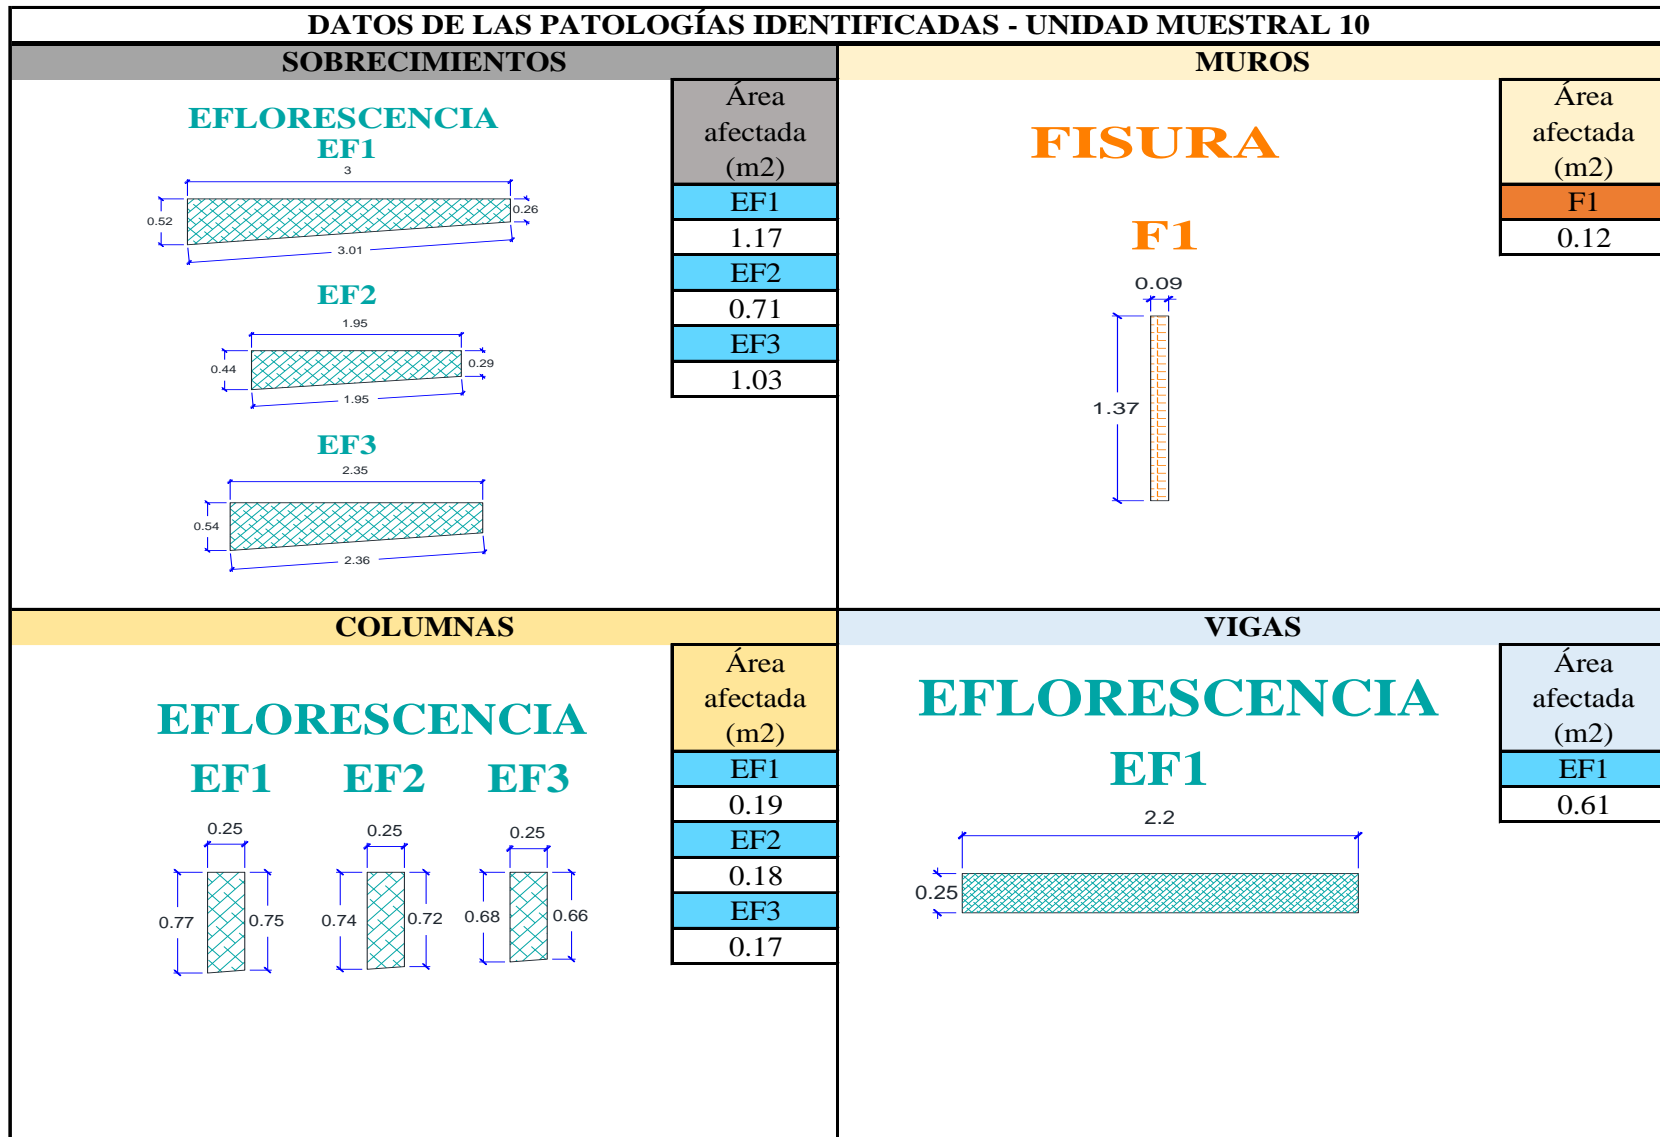 DATOS DE LAS PATOLOGÍAS IDENTIFICADAS - UNIDAD MUESTRAL 10
SOBRECIMIENTOS
EFLORESCENCIA
EF1
3
0.52
0.26
3.01
EF2
1.95
0.44
0.29
1.95
EF3
2.35
0.54
2.36
Área
afectada
(m2)
EF1
1.17
EF2
0.71
EF3
1.03
MUROS
FISURA
F1
0.09
1.37
Área
afectada
(m2)
F1
0.12
COLUMNAS
EFLORESCENCIA
EF1 EF2 EF3
0.25 0.25 0.25
0.77 0.75 0.74 0.72 0.68 0.66
Área
afectada
(m2)
EF1
0.19
EF2
0.18
EF3
0.17
VIGAS
EFLORESCENCIA
EF1
2.2
0.25
Área
afectada
(m2)
EF1
0.61